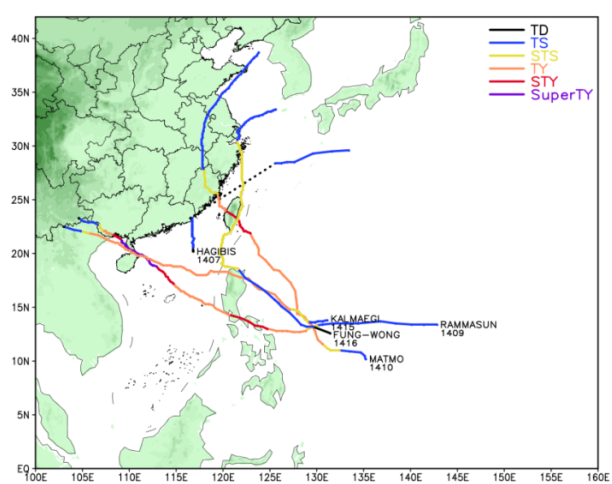 40N
35N
30N
25N
20N
15N
10N
5N
EQ
100E 105E 110E 115E 120E 125E 130E 135E 140E 145E 150E 155E 160E
TD
TS
STS
TY
STY
SuperTY
HAGIBIS
1407
KALMAEGI
1415
FUNG-WONG
1416
RAMMASUN
1409
MATMO
1410